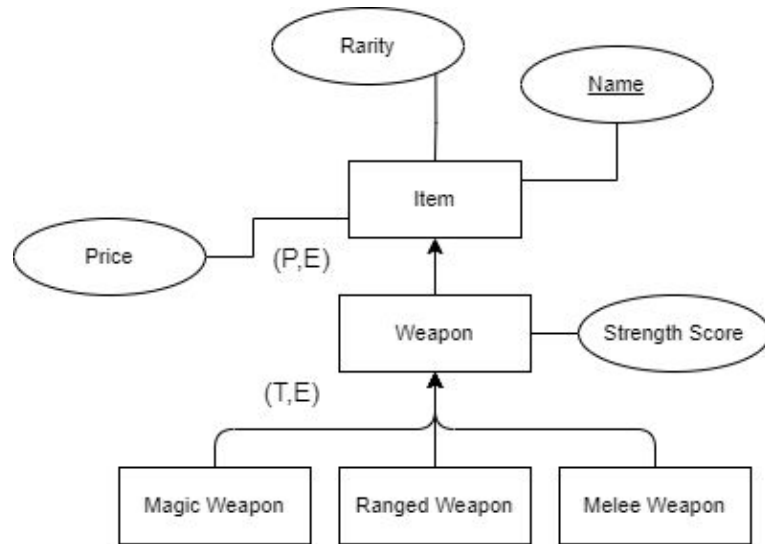 Rarity
Name
Item
Price
(P,E)
Weapon
Strength Score
(T,E)
Magic Weapon
Ranged Weapon
Melee Weapon